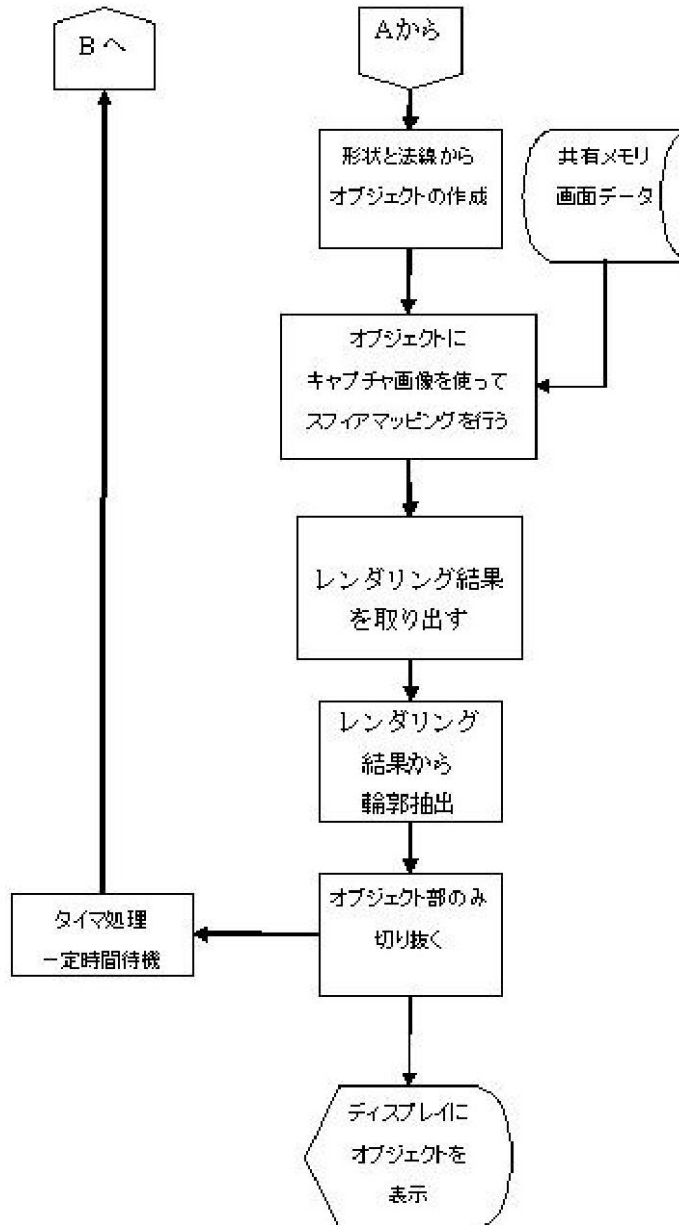 Bへ
Aから
形状と法線から
オブジェクトの作成
共有メモリ
画面データ
オブジェクトに
キャプチャ画像を使って
スフィアマッピングを行う
レンダリング結果
を取り出す
レンダリング
結果から
輪郭抽出
オブジェクト部のみ
切り抜く
タイマ処理
一定時間待機
ディスプレイに
オブジェクトを
表示